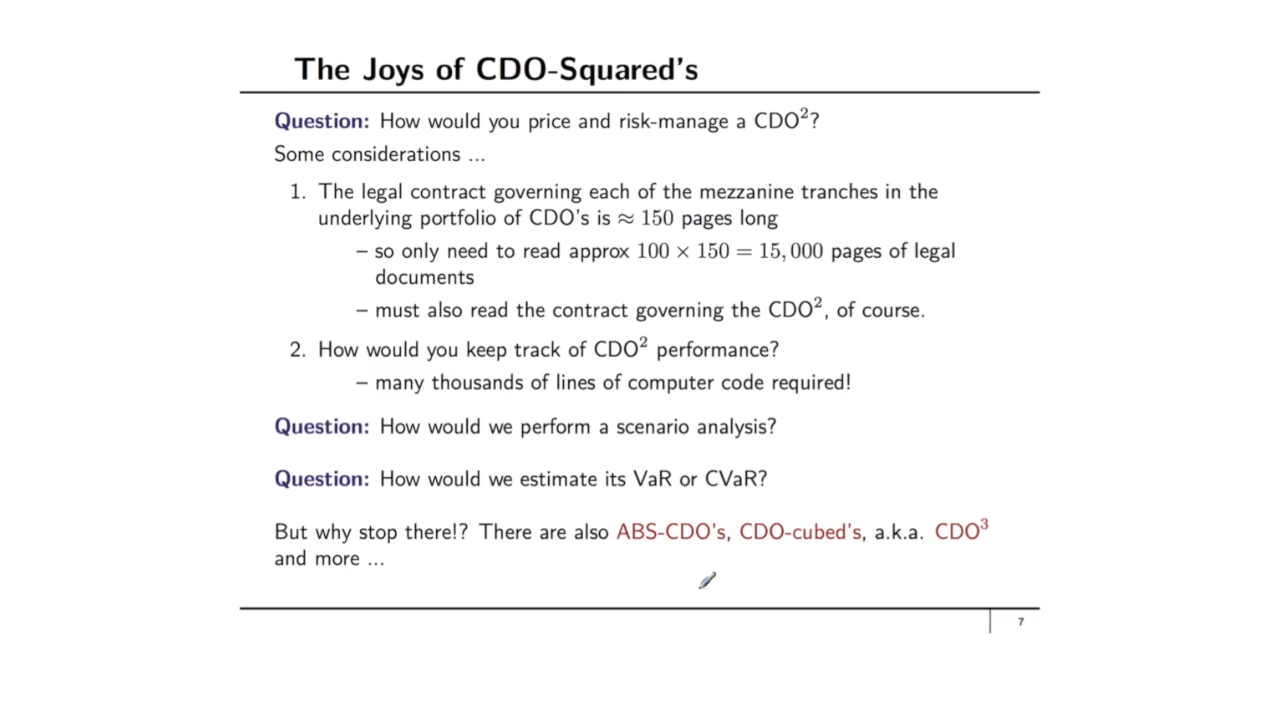 The Joys of CDO-Squared's
Question: How would you price and risk-manage a CDO²?
Some considerations ...
1. The legal contract governing each of the mezzanine tranches in the
underlying portfolio of CDO's is ≈ 150 pages long
– so only need to read approx 100 × 150 = 15, 000 pages of legal
documents
– must also read the contract governing the CDO², of course.
2. How would you keep track of CDO² performance?
– many thousands of lines of computer code required!
Question: How would we perform a scenario analysis?
Question: How would we estimate its VaR or CVaR?
But why stop there!? There are also ABS-CDO's, CDO-cubed's, a.k.a. CDO³
and more ...
7